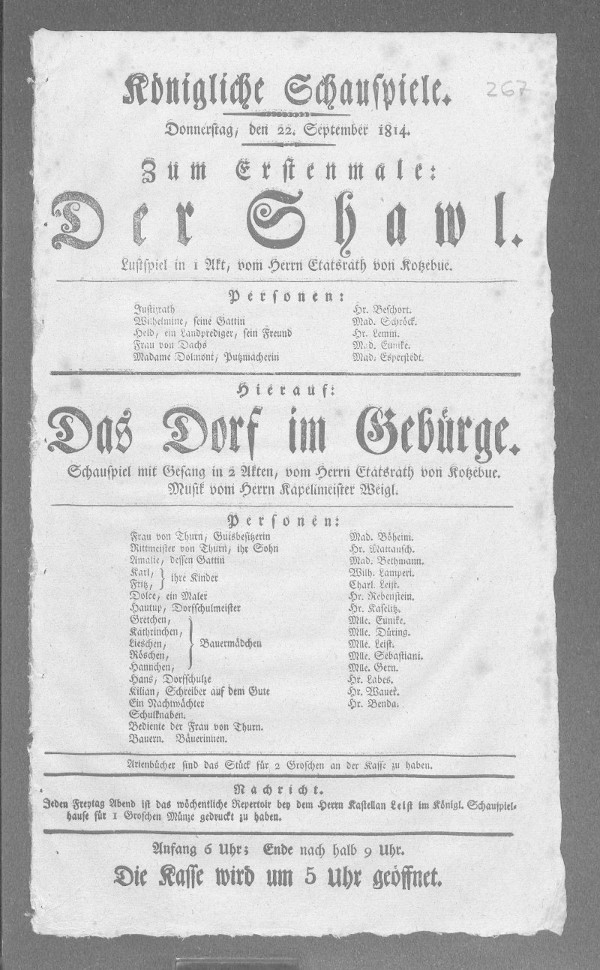 267
Königliche Schauspiele.
Donnerstag, den 22. September 1814.
Zum Erstenmale:
Der Shawl.
Lustspiel in 1 Akt, vom Herrn Etatsrath von Kotzebue.
Personen:
Justizrath Hr. Beschort.
Wilhelmine, seine Gattin Mad. Schröck.
Held, ein Landprediger, sein Freund Hr. Lemm.
Frau von Dachs Mad. Eunike.
Madame Dolmont, Putzmacherin Mad. Esperstedt.
Hierauf:
Das Dorf im Gebürge.
Schauspiel mit Gesang in 2 Akten, vom Herrn Etatsrath von Kotzebue.
Musik vom Herrn Kapellmeister Weigl.
Personen:
Frau von Thurn, Gutsbesitzerin Mad. Böheim.
Rittmeister von Thurn, ihr Sohn Hr. Mattausch.
Amalie, dessen Gattin Mad. Bethmann.
Karl, } ihre Kinder Wilh. Lamperi.
Fritz, Charl. Leist.
Dolce, ein Maler Hr. Rebenstein.
Hautup, Dorfschulmeister Hr. Kaselitz.
Gretchen, Mlle. Eunike.
Kathrinchen, Mlle. Düring.
Lieschen, } Bauermädchen Mlle. Leist.
Röschen, Mlle. Sebastiani.
Hannchen, Mlle. Gern.
Hans, Dorfschulze Hr. Labes.
Kilian, Schreiber auf dem Gute Hr. Wauer.
Ein Nachtwächter Hr. Benda.
Schulknaben.
Bediente der Frau von Thurn.
Bauern. Bäuerinnen.
Arienbücher sind das Stück für 2 Groschen an der Kasse zu haben.
Nachricht.
Jeden Freytag Abend ist das wöchentliche Repertoir bey dem Herrn Kastellan Leist im Königl. Schauspiel-
hause für 1 Groschen Münze gedruckt zu haben.
Anfang 6 Uhr; Ende nach halb 9 Uhr.
Die Kasse wird um 5 Uhr geöffnet.